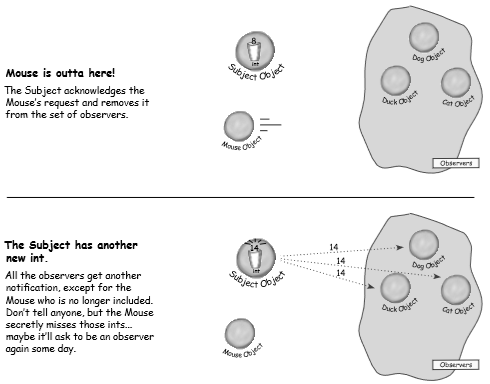 Mouse is outta here!
The Subject acknowledges the
Mouse's request and removes it
from the set of observers.
8
int
Subject Object
Mouse Object
Dog Object
Duck Object
Cat Object
Observers
The Subject has another
new int.
All the observers get another
notification, except for the
Mouse who is no longer included.
Don't tell anyone, but the Mouse
secretly misses those ints...
maybe it'll ask to be an observer
again some day.
14
int
Subject Object
14
14
14
Mouse Object
Dog Object
Duck Object
Cat Object
Observers